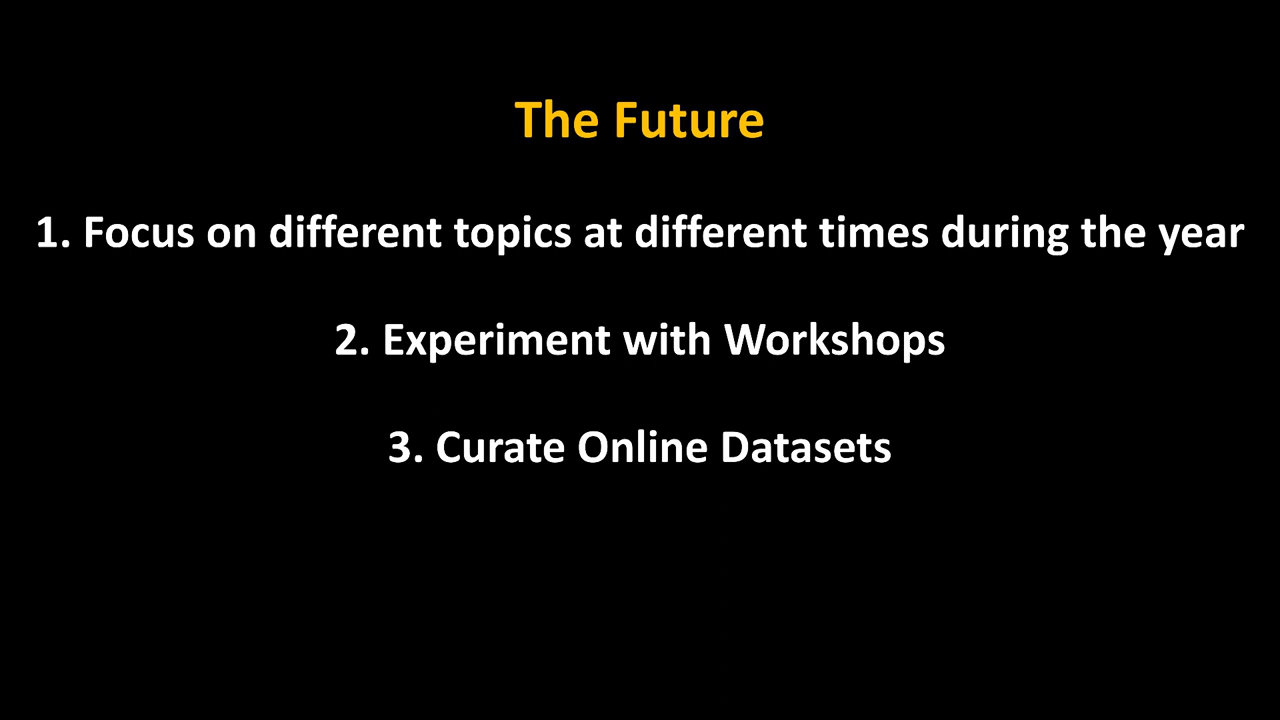 The Future
1. Focus on different topics at different times during the year
2. Experiment with Workshops
3. Curate Online Datasets